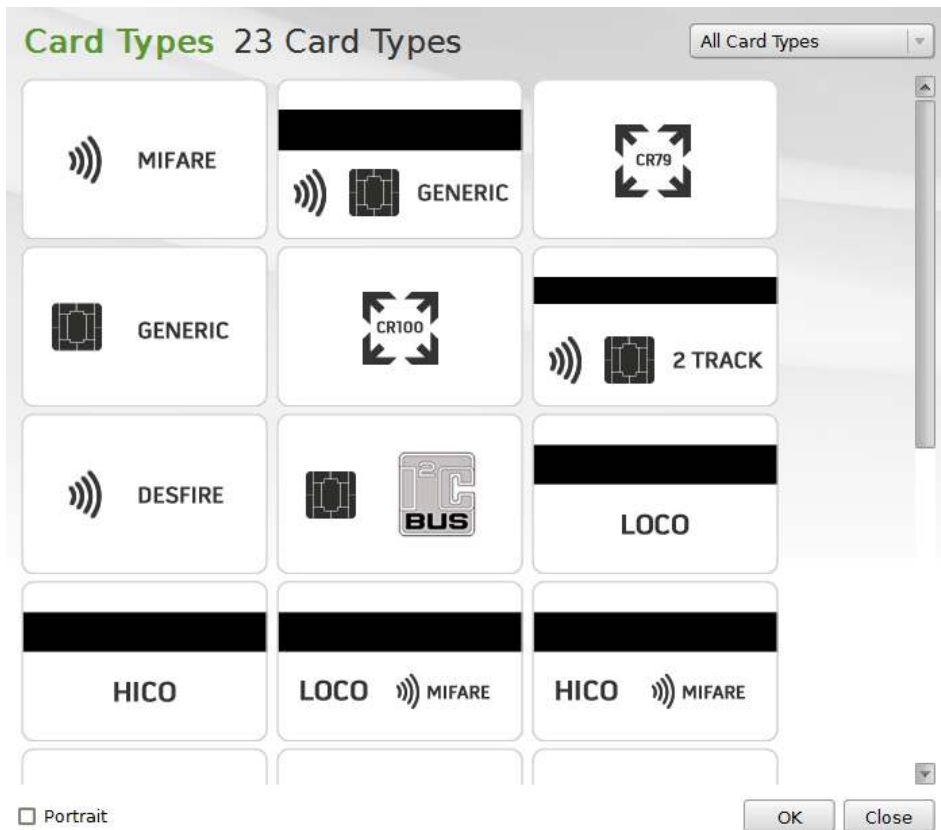 Card Types 23 Card Types
All Card Types
MIFARE
GENERIC
CR79
GENERIC
CR100
2 TRACK
DESFIRE
I2C
BUS
LOCO
HICO
LOCO MIFARE
HICO MIFARE
Portrait
OK
Close